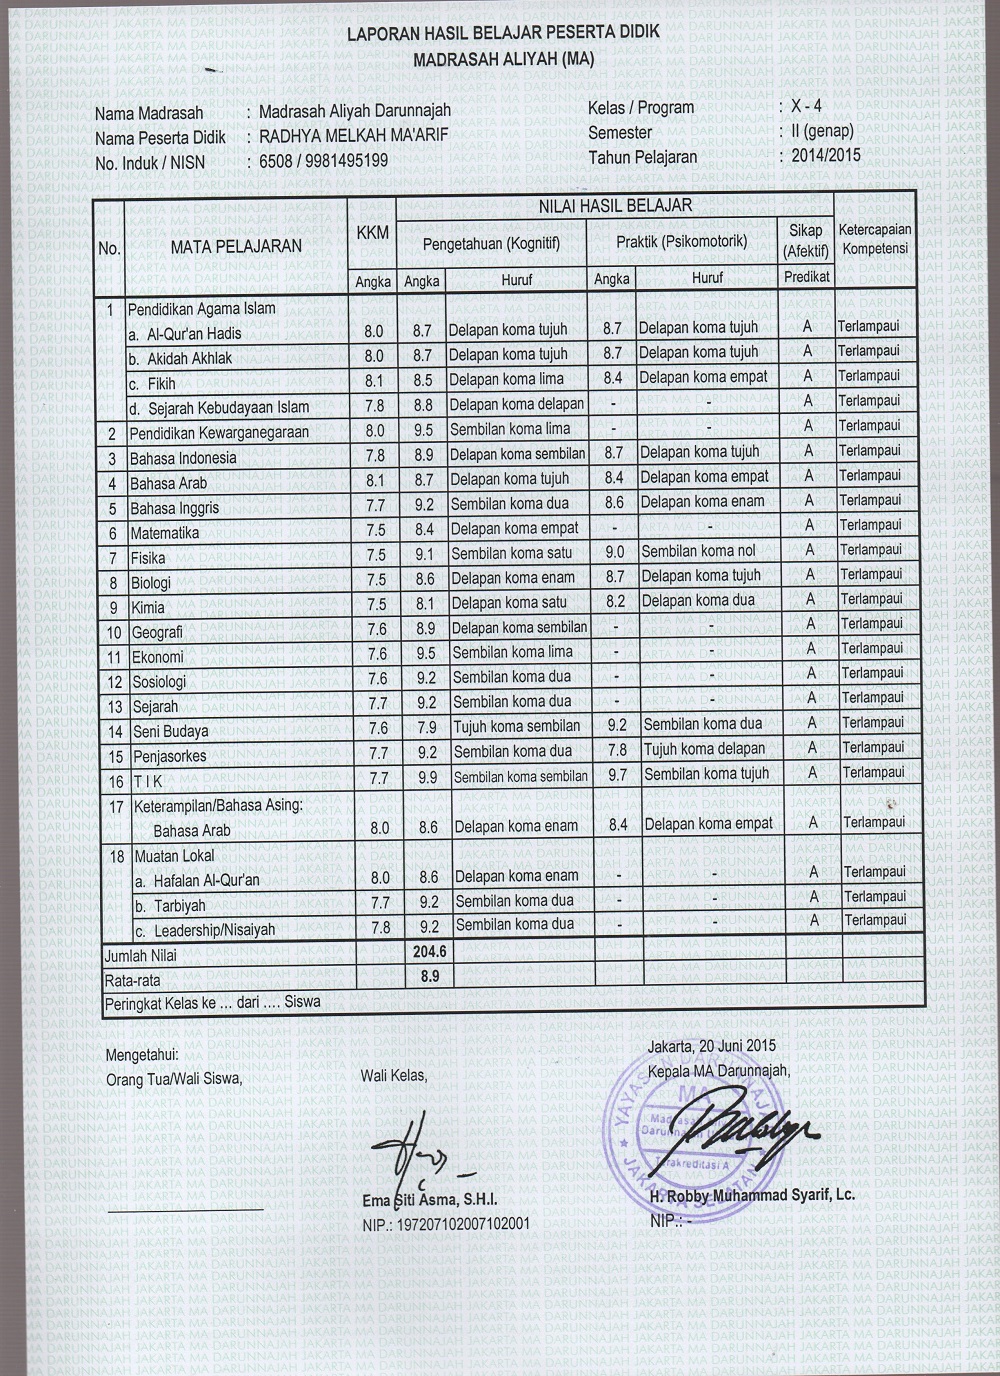 LAPORAN HASIL BELAJAR PESERTA DIDIK
MADRASAH ALIYAH (MA)
Nama Madrasah : Madrasah Aliyah Darunnajah Kelas / Program : X - 4
Nama Peserta Didik : RADHYA MELKAH MA'ARIF Semester : II (genap)
No. Induk / NISN : 6508 / 9981495199 Tahun Pelajaran : 2014/2015
No. MATA PELAJARAN KKM NILAI HASIL BELAJAR Ketercapaian Kompetensi
Pengetahuan (Kognitif) Praktik (Psikomotorik) Sikap (Afektif)
Angka Angka Huruf Angka Huruf Predikat
1 Pendidikan Agama Islam
a. Al-Qur'an Hadis 8.0 8.7 Delapan koma tujuh 8.7 Delapan koma tujuh A Terlampaui
b. Akidah Akhlak 8.0 8.7 Delapan koma tujuh 8.7 Delapan koma tujuh A Terlampaui
c. Fikih 8.1 8.5 Delapan koma lima 8.4 Delapan koma empat A Terlampaui
d. Sejarah Kebudayaan Islam 7.8 8.8 Delapan koma delapan - - A Terlampaui
2 Pendidikan Kewarganegaraan 8.0 9.5 Sembilan koma lima - - A Terlampaui
3 Bahasa Indonesia 7.8 8.9 Delapan koma sembilan 8.7 Delapan koma tujuh A Terlampaui
4 Bahasa Arab 8.1 8.7 Delapan koma tujuh 8.4 Delapan koma empat A Terlampaui
5 Bahasa Inggris 7.7 9.2 Sembilan koma dua 8.6 Delapan koma enam A Terlampaui
6 Matematika 7.5 8.4 Delapan koma empat - - A Terlampaui
7 Fisika 7.5 9.1 Sembilan koma satu 9.0 Sembilan koma nol A Terlampaui
8 Biologi 7.5 8.6 Delapan koma enam 8.7 Delapan koma tujuh A Terlampaui
9 Kimia 7.5 8.1 Delapan koma satu 8.2 Delapan koma dua A Terlampaui
10 Geografi 7.6 8.9 Delapan koma sembilan - - A Terlampaui
11 Ekonomi 7.6 9.5 Sembilan koma lima - - A Terlampaui
12 Sosiologi 7.6 9.2 Sembilan koma dua - - A Terlampaui
13 Sejarah 7.7 9.2 Sembilan koma dua - - A Terlampaui
14 Seni Budaya 7.6 7.9 Tujuh koma sembilan 9.2 Sembilan koma dua A Terlampaui
15 Penjasorkes 7.7 9.2 Sembilan koma dua 7.8 Tujuh koma delapan A Terlampaui
16 T I K 7.7 9.9 Sembilan koma sembilan 9.7 Sembilan koma tujuh A Terlampaui
17 Keterampilan/Bahasa Asing:
Bahasa Arab 8.0 8.6 Delapan koma enam 8.4 Delapan koma empat A Terlampaui
18 Muatan Lokal
a. Hafalan Al-Qur'an 8.0 8.6 Delapan koma enam - - A Terlampaui
b. Tarbiyah 7.7 9.2 Sembilan koma dua - - A Terlampaui
c. Leadership/Nisaiyah 7.8 9.2 Sembilan koma dua - - A Terlampaui
Jumlah Nilai 204.6
Rata-rata 8.9
Peringkat Kelas ke ... dari .... Siswa
Mengetahui: Jakarta, 20 Juni 2015
Orang Tua/Wali Siswa, Wali Kelas, Kepala MA Darunnajah,
YAYASAN DARUNNAJAH
MA
Terakreditasi A
JAKARTA SELATAN
Ema Siti Asma, S.H.I. H. Robby Muhammad Syarif, Lc.
NIP.: 197207102007102001 NIP.: -